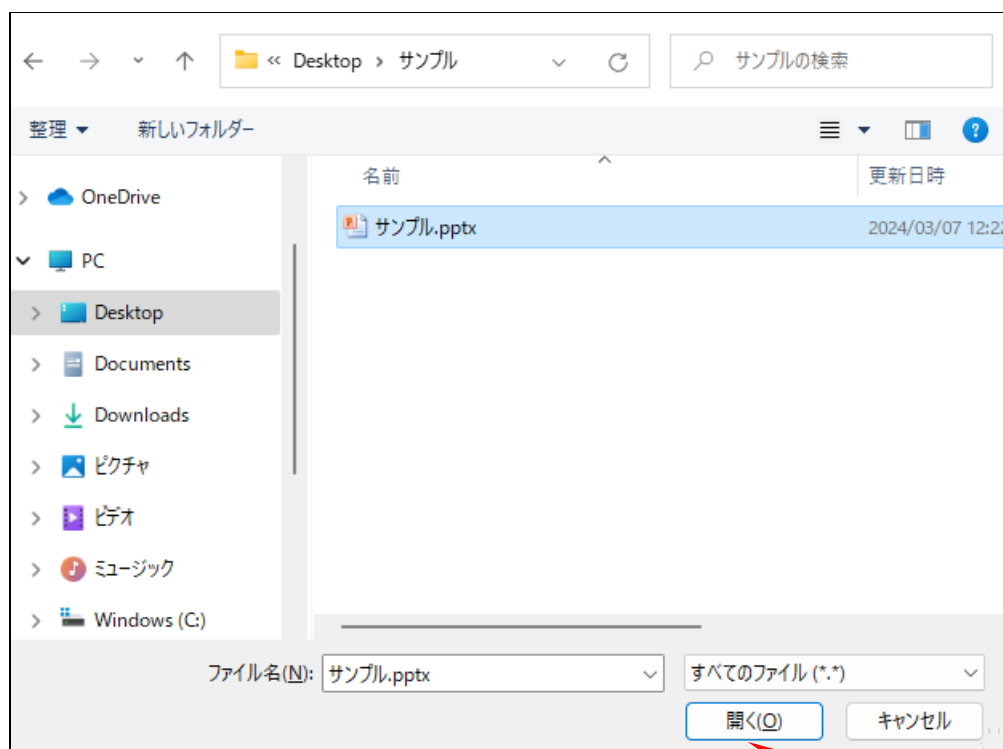 « Desktop › サンプル
サンプルの検索
整理 新しいフォルダー
名前 更新日時
OneDrive
サンプル.pptx 2024/03/07 12:22
PC
Desktop
Documents
Downloads
ピクチャ
ビデオ
ミュージック
Windows (C:)
ファイル名(N): サンプル.pptx すべてのファイル (*.*)
開く(O) キャンセル